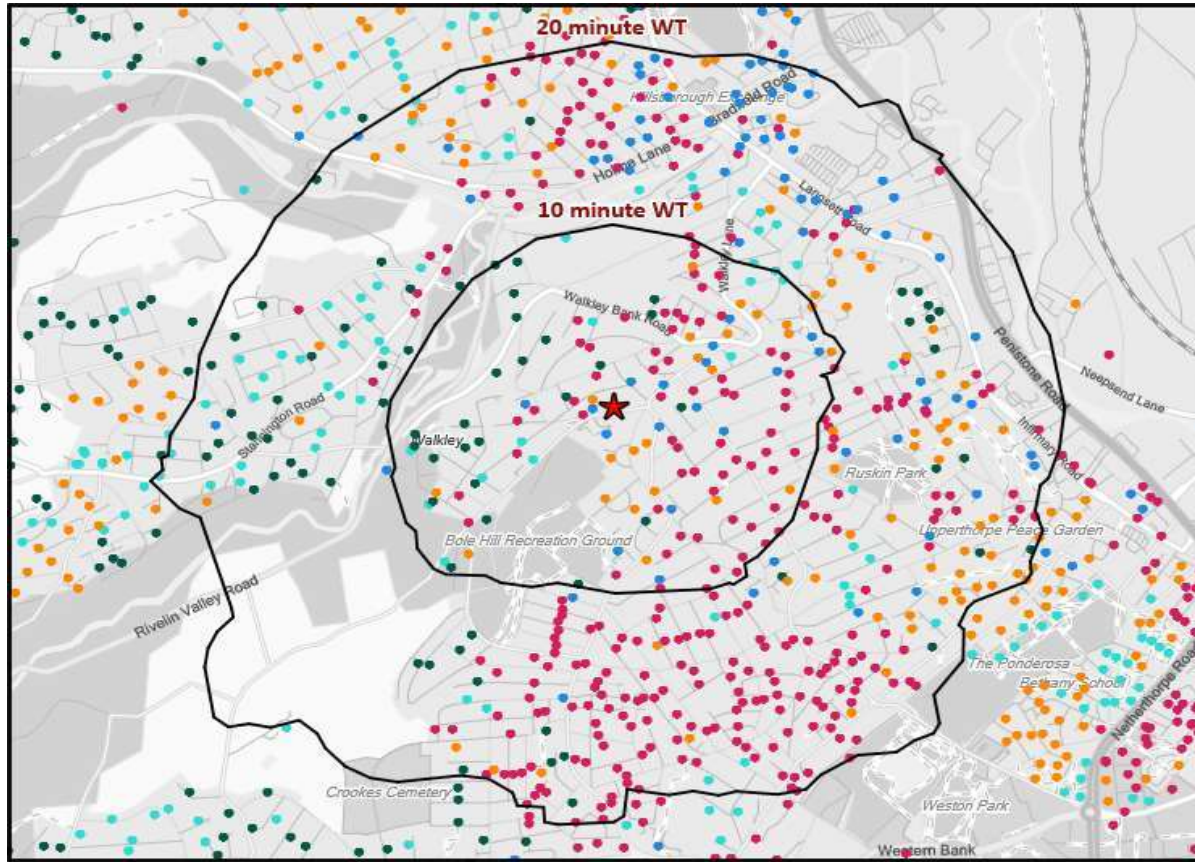 20 minute WT
Hillsborough Exchange
Bradfield Road
Holme Lane
10 minute WT
Langsett Road
Walkley Lane
Walkley Bank Road
Penistone Road
Neepsend Lane
Stannington Road
Walkley
Infirmary Road
Ruskin Park
Upperthorpe Peace Garden
Bole Hill Recreation Ground
Rivelin Valley Road
The Ponderosa
Bethany School
Netherthorpe Road
Crookes Cemetery
Weston Park
Western Bank